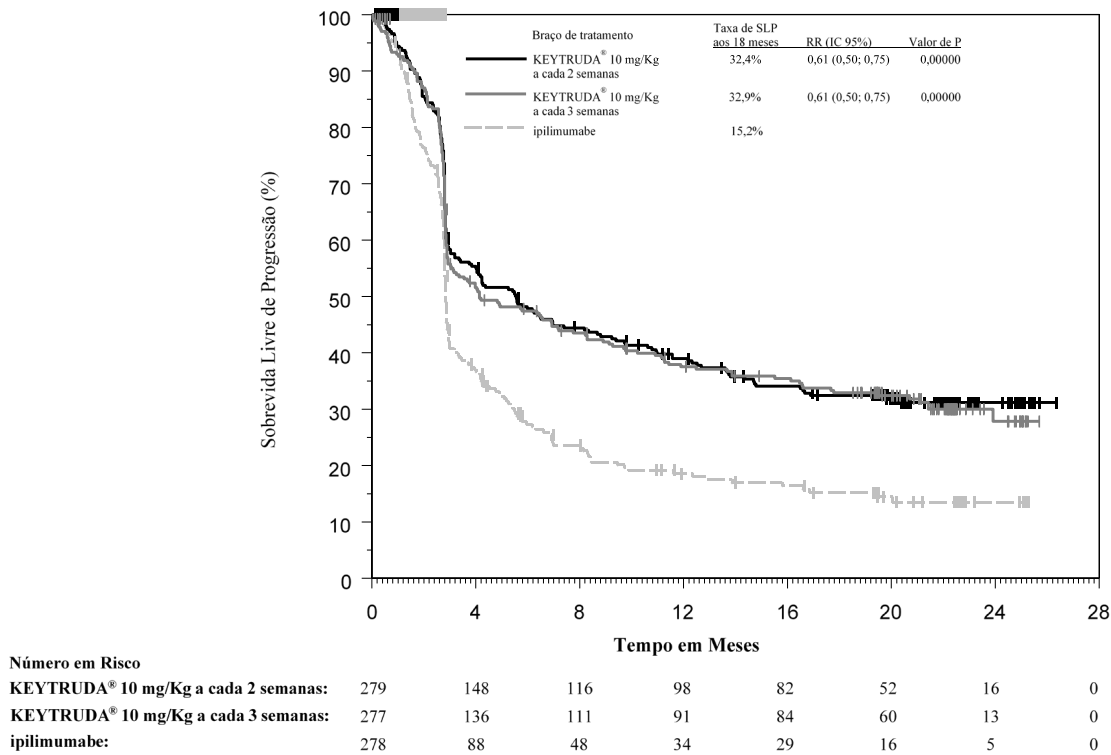 Braço de tratamento
Taxa de SLP
aos 18 meses
RR (IC 95%)
Valor de P
KEYTRUDA® 10 mg/Kg
a cada 2 semanas
32,4%
0,61 (0,50; 0,75)
0,00000
KEYTRUDA® 10 mg/Kg
a cada 3 semanas
32,9%
0,61 (0,50; 0,75)
0,00000
ipilimumabe
15,2%
Sobrevida Livre de Progressão (%)
100
90
80
70
60
50
40
30
20
10
0
0 4 8 12 16 20 24 28
Tempo em Meses
Número em Risco
KEYTRUDA® 10 mg/Kg a cada 2 semanas: 279 148 116 98 82 52 16 0
KEYTRUDA® 10 mg/Kg a cada 3 semanas: 277 136 111 91 84 60 13 0
ipilimumabe: 278 88 48 34 29 16 5 0